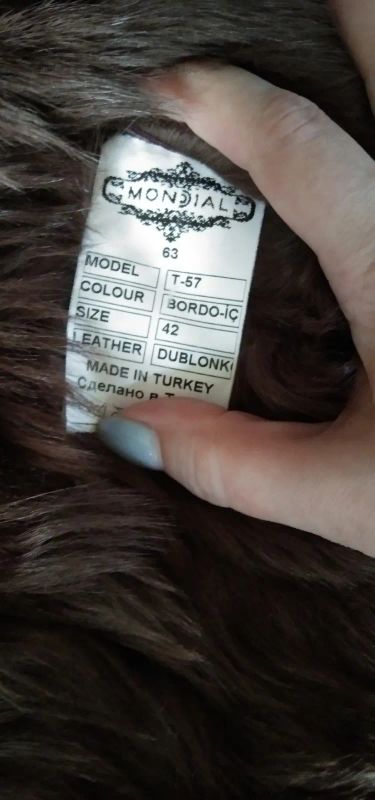 MONDIAL
63
MODEL T-57
COLOUR BORDO-İÇ
SIZE 42
LEATHER DUBLONK
MADE IN TURKEY
Сделано в